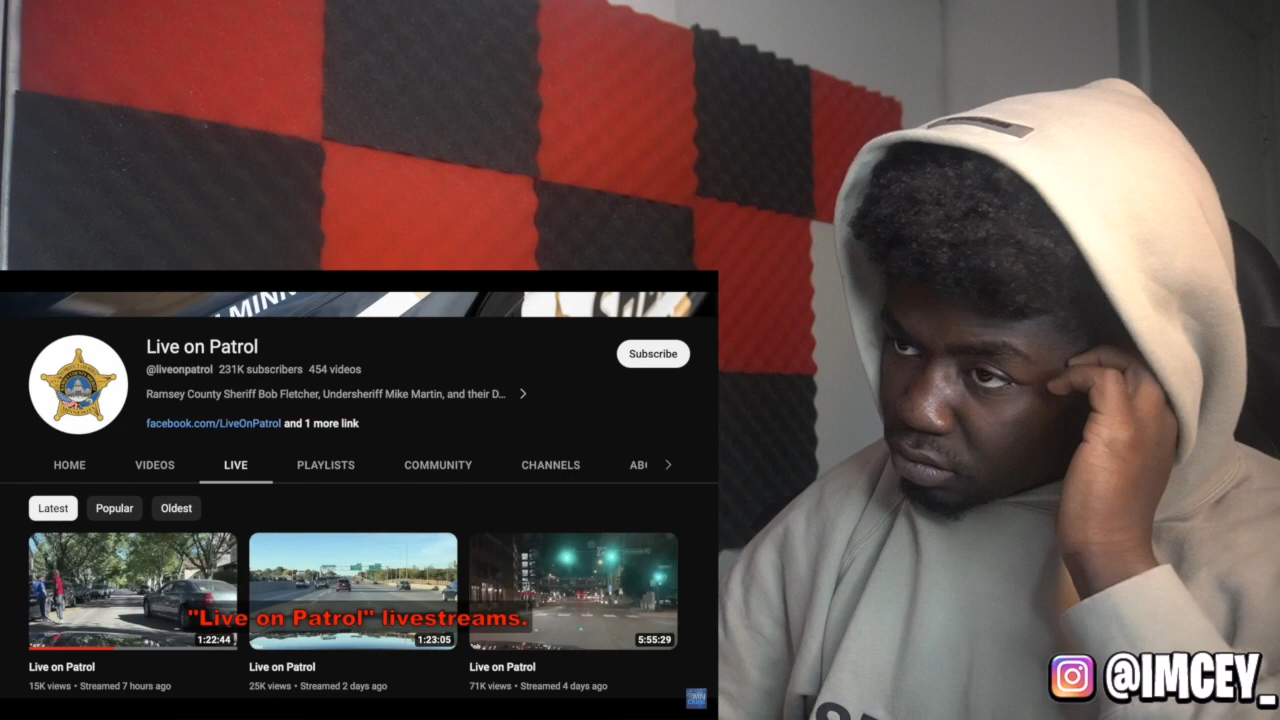 MINN
Live on Patrol
@liveonpatrol 231K subscribers 454 videos
Subscribe
Ramsey County Sheriff Bob Fletcher, Undersheriff Mike Martin, and their D...
facebook.com/LiveOnPatrol and 1 more link
HOME VIDEOS LIVE PLAYLISTS COMMUNITY CHANNELS AB
Latest Popular Oldest
"Live on Patrol" livestreams.
1:22:44 1:23:05 5:55:29
Live on Patrol Live on Patrol Live on Patrol
15K views • Streamed 7 hours ago 25K views • Streamed 2 days ago 71K views • Streamed 4 days ago
@IMCEY_